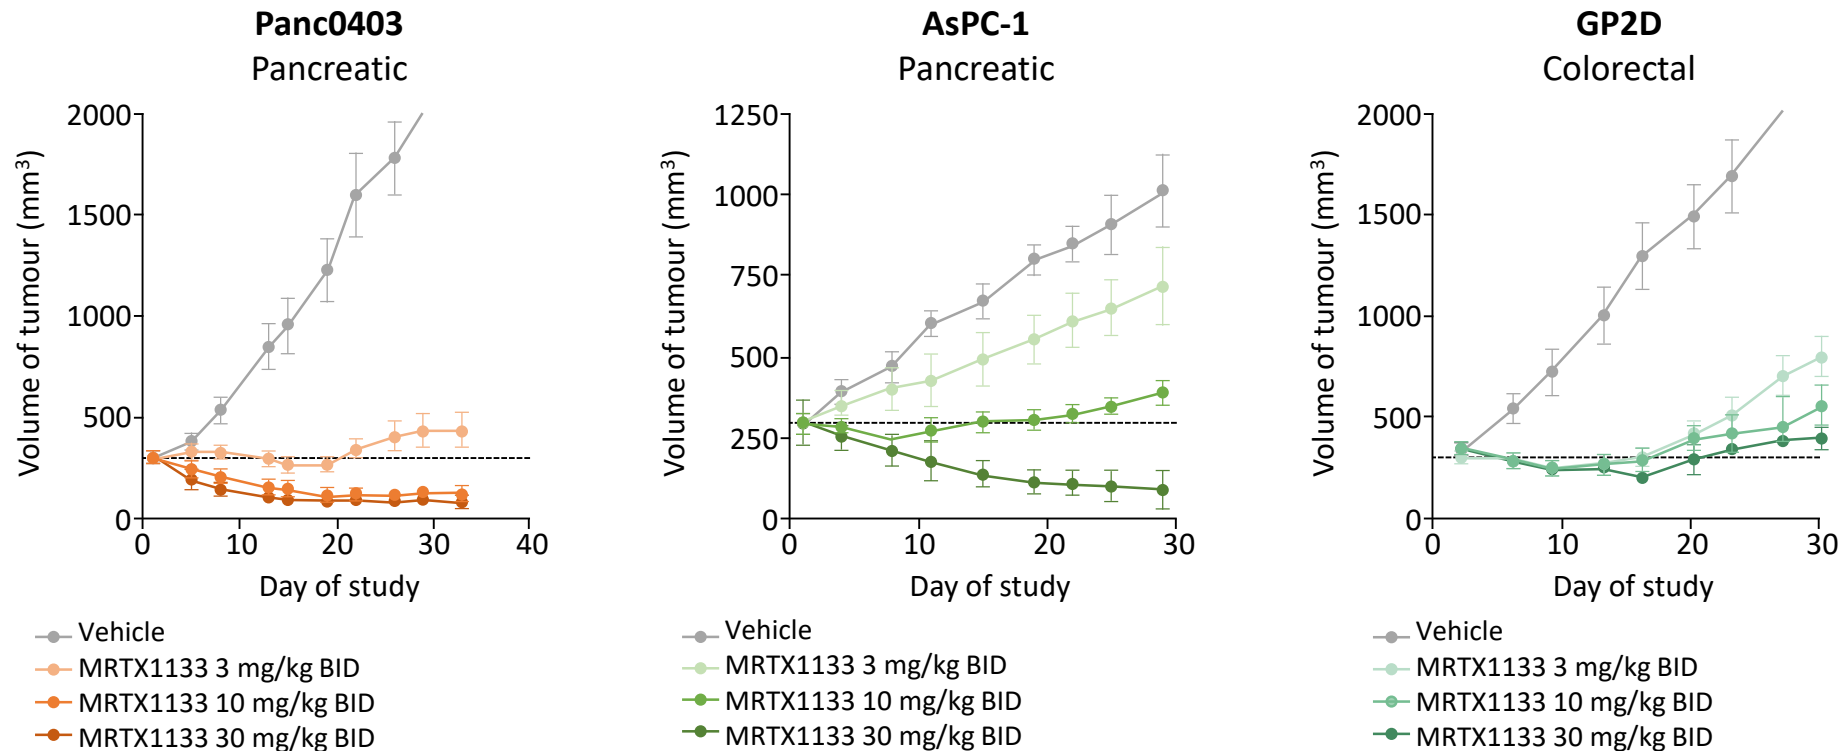 Panc0403
Pancreatic
Volume of tumour (mm³)
2000
1500
1000
500
0
0 10 20 30 40
Day of study
Vehicle
MRTX1133 3 mg/kg BID
MRTX1133 10 mg/kg BID
MRTX1133 30 mg/kg BID
AsPC-1
Pancreatic
Volume of tumour (mm³)
1250
1000
750
500
250
0
0 10 20 30
Day of study
Vehicle
MRTX1133 3 mg/kg BID
MRTX1133 10 mg/kg BID
MRTX1133 30 mg/kg BID
GP2D
Colorectal
Volume of tumour (mm³)
2000
1500
1000
500
0
0 10 20 30
Day of study
Vehicle
MRTX1133 3 mg/kg BID
MRTX1133 10 mg/kg BID
MRTX1133 30 mg/kg BID